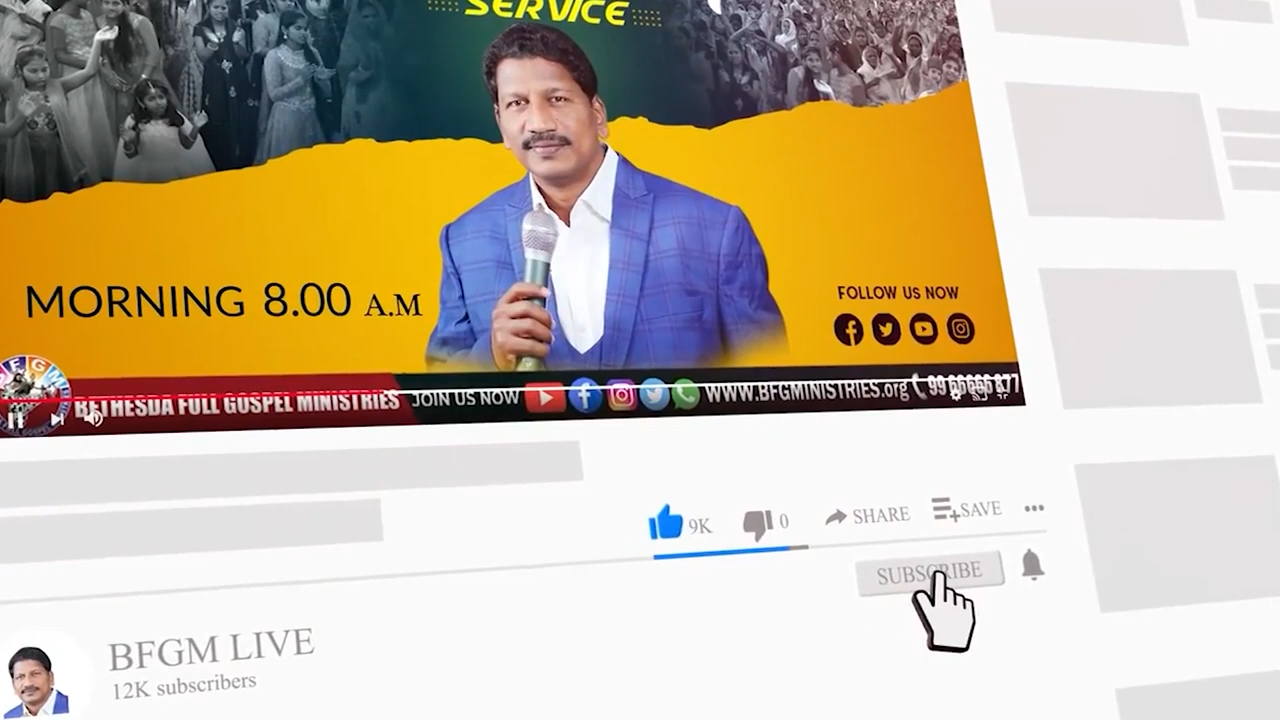 SERVICE
MORNING 8.00 A.M
FOLLOW US NOW
BETHESDA FULL GOSPEL MINISTRIES
JOIN US NOW
WWW.BFGMINISTRIES.org
9K
0
SHARE
SAVE
SUBSCRIBE
BFGM LIVE
12K subscribers